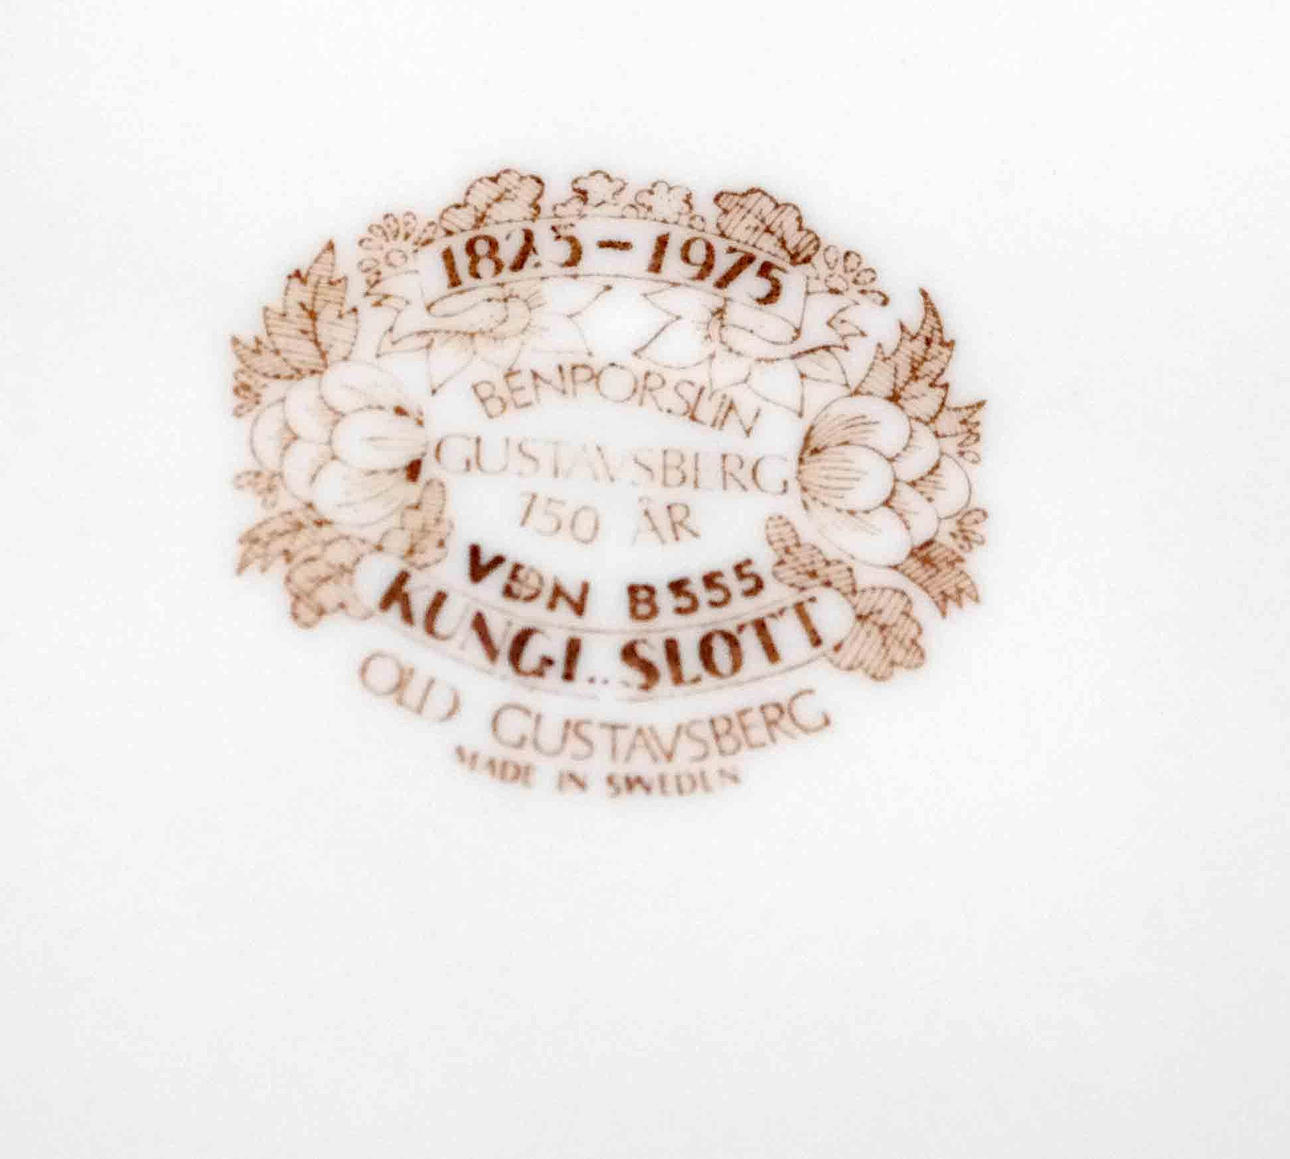 1825-1975
BENPORSLIN
GUSTAVSBERG
150 ÅR
VDN B555
KUNGL. SLOTT
OLD GUSTAVSBERG
MADE IN SWEDEN